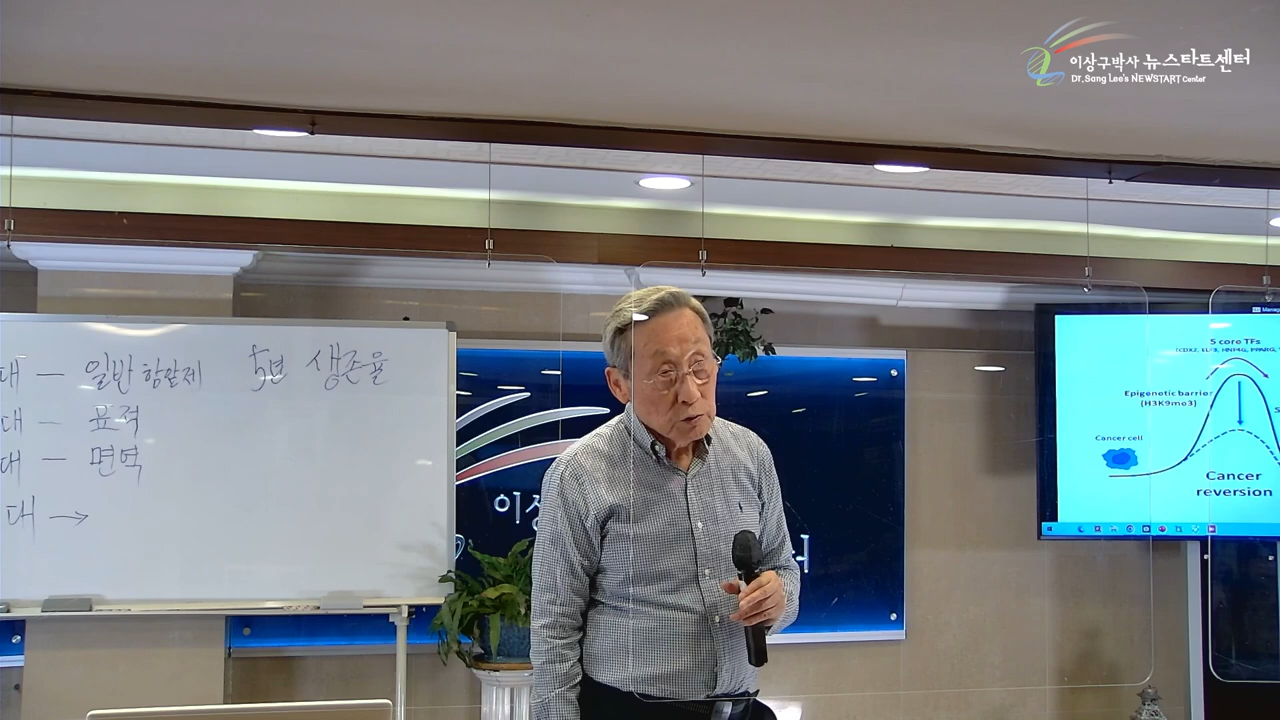 이상구박사 뉴스타트센터
Dr. Sang Lee's NEWSTART Center
대 - 일반 항암제 5년 생존율
대 - 표적
대 - 면역
대 →
이상
5 core TFs
Epigenetic barrier
(H3K9me3)
Cancer cell
Cancer
reversion